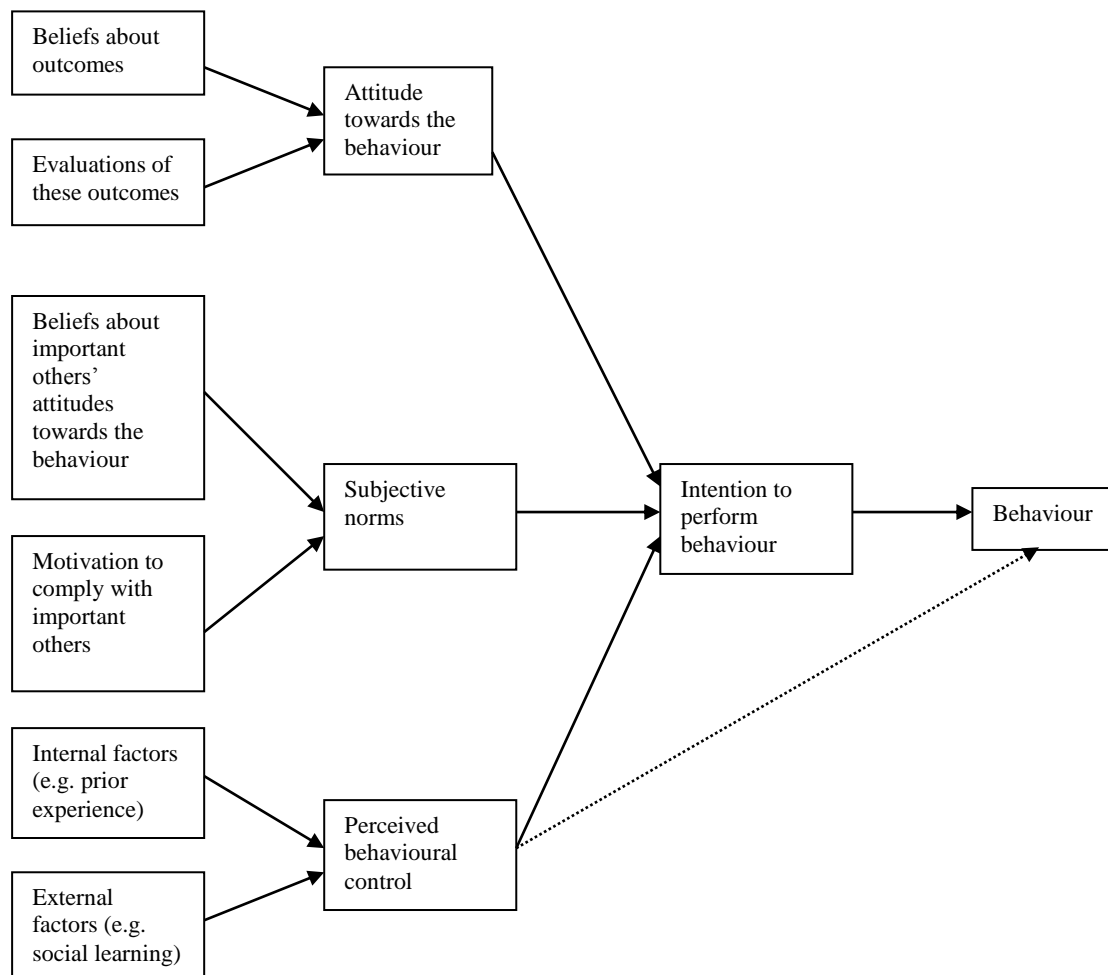 Beliefs about
outcomes
Evaluations of
these outcomes
Attitude
towards the
behaviour
Beliefs about
important
others’
attitudes
towards the
behaviour
Motivation to
comply with
important
others
Subjective
norms
Intention to
perform
behaviour
Behaviour
Internal factors
(e.g. prior
experience)
External
factors (e.g.
social learning)
Perceived
behavioural
control